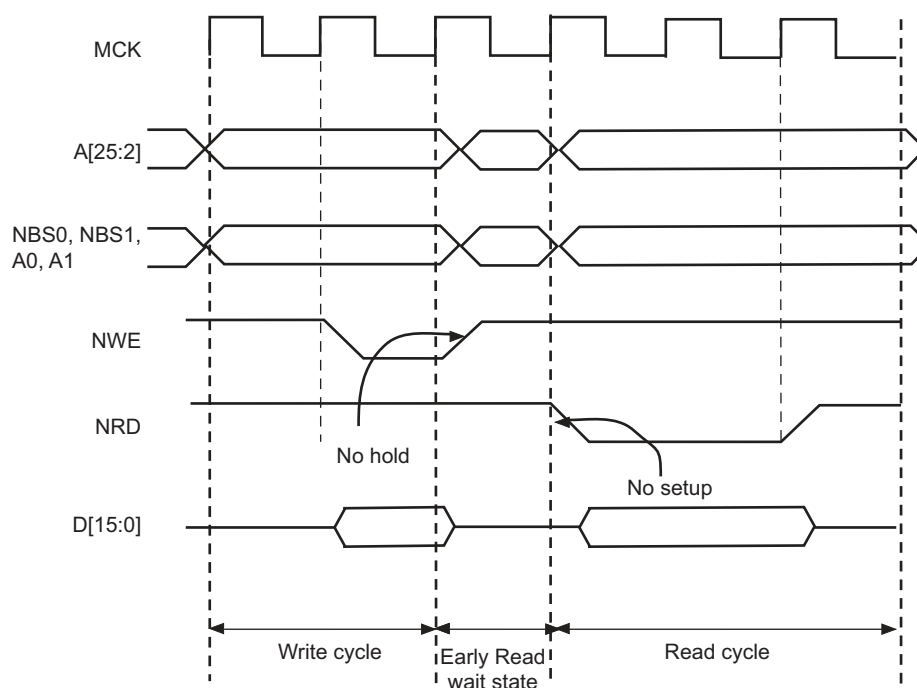 MCK
A[25:2]
NBS0, NBS1,
A0, A1
NWE
NRD
No hold
No setup
D[15:0]
Write cycle
Early Read
wait state
Read cycle